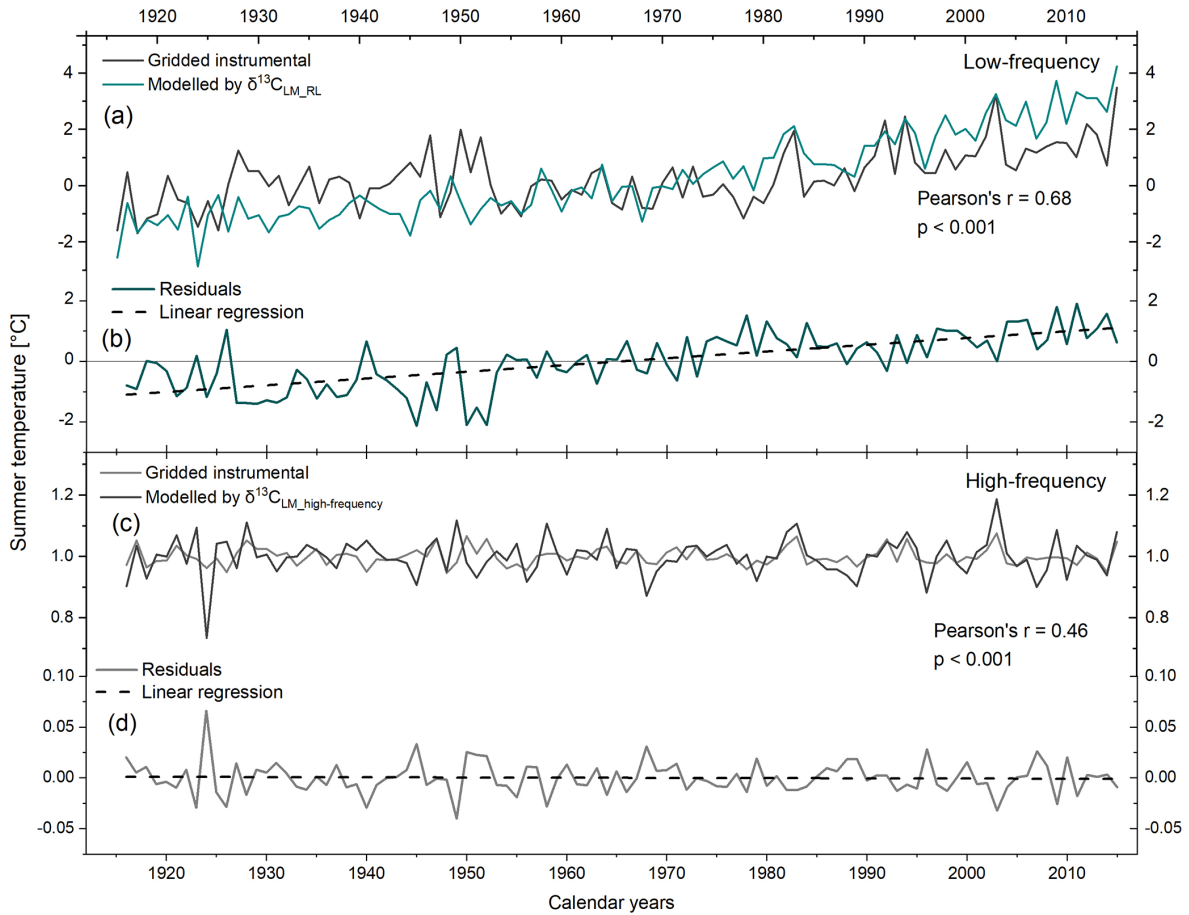 1920 1930 1940 1950 1960 1970 1980 1990 2000 2010
Gridded instrumental
Modelled by δ¹³C_LM_RL
Low-frequency
(a)
4 4
2 2
0 0
-2 -2
Pearson's r = 0.68
p < 0.001
Residuals
Linear regression
(b)
2 2
0 0
-2 -2
Summer temperature [°C]
Gridded instrumental
Modelled by δ¹³C_LM_high-frequency
High-frequency
(c)
1.2 1.2
1.0 1.0
0.8 0.8
Pearson's r = 0.46
p < 0.001
Residuals
Linear regression
(d)
0.10 0.10
0.05 0.05
0.00 0.00
-0.05 -0.05
1920 1930 1940 1950 1960 1970 1980 1990 2000 2010
Calendar years